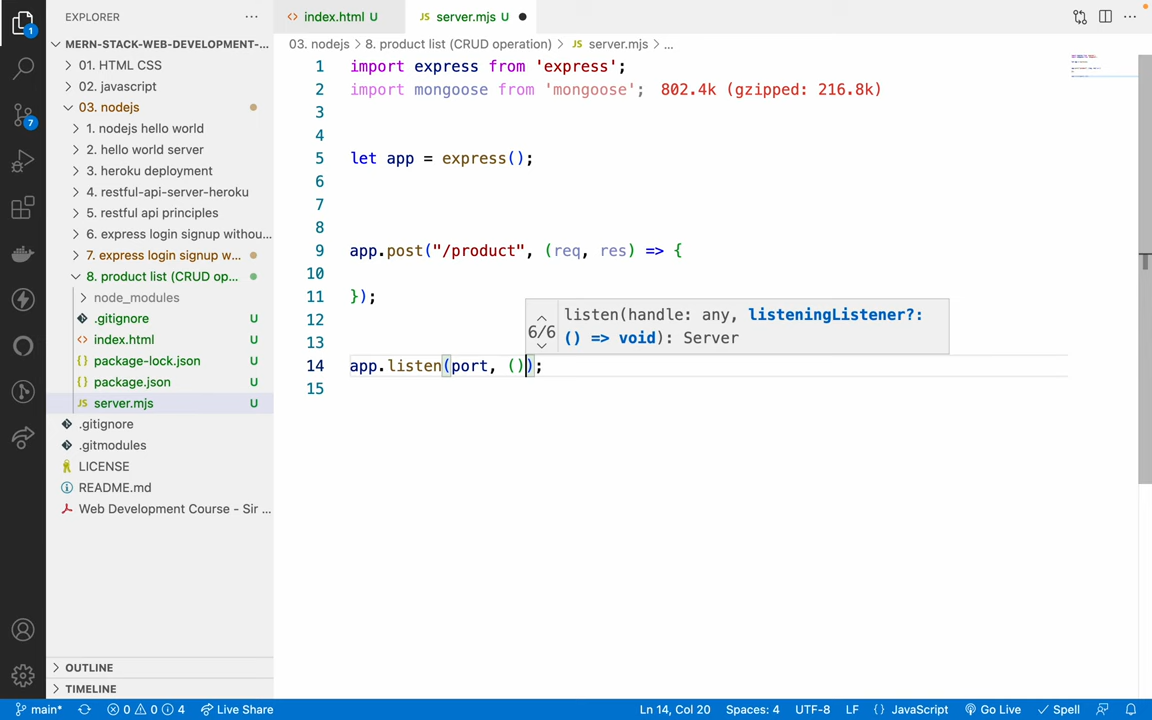 EXPLORER
MERN-STACK-WEB-DEVELOPMENT-...
01. HTML CSS
02. javascript
03. nodejs
1. nodejs hello world
2. hello world server
3. heroku deployment
4. restful-api-server-heroku
5. restful api principles
6. express login signup withou...
7. express login signup w...
8. product list (CRUD op...
node_modules
.gitignore U
index.html U
package-lock.json U
package.json U
JS server.mjs U
.gitignore
.gitmodules
LICENSE
README.md
Web Development Course - Sir ...
OUTLINE
TIMELINE
1
7
index.html U
JS server.mjs U
03. nodejs > 8. product list (CRUD operation) > JS server.mjs > ...
1 import express from 'express';
2 import mongoose from 'mongoose'; 802.4k (gzipped: 216.8k)
3
4
5 let app = express();
6
7
8
9 app.post("/product", (req, res) => {
10
11 });
12
13
14 app.listen(port, ());
15
6/6
listen(handle: any, listeningListener?:
() => void): Server
main* 0 0 4 Live Share Ln 14, Col 20 Spaces: 4 UTF-8 LF {} JavaScript Go Live Spell